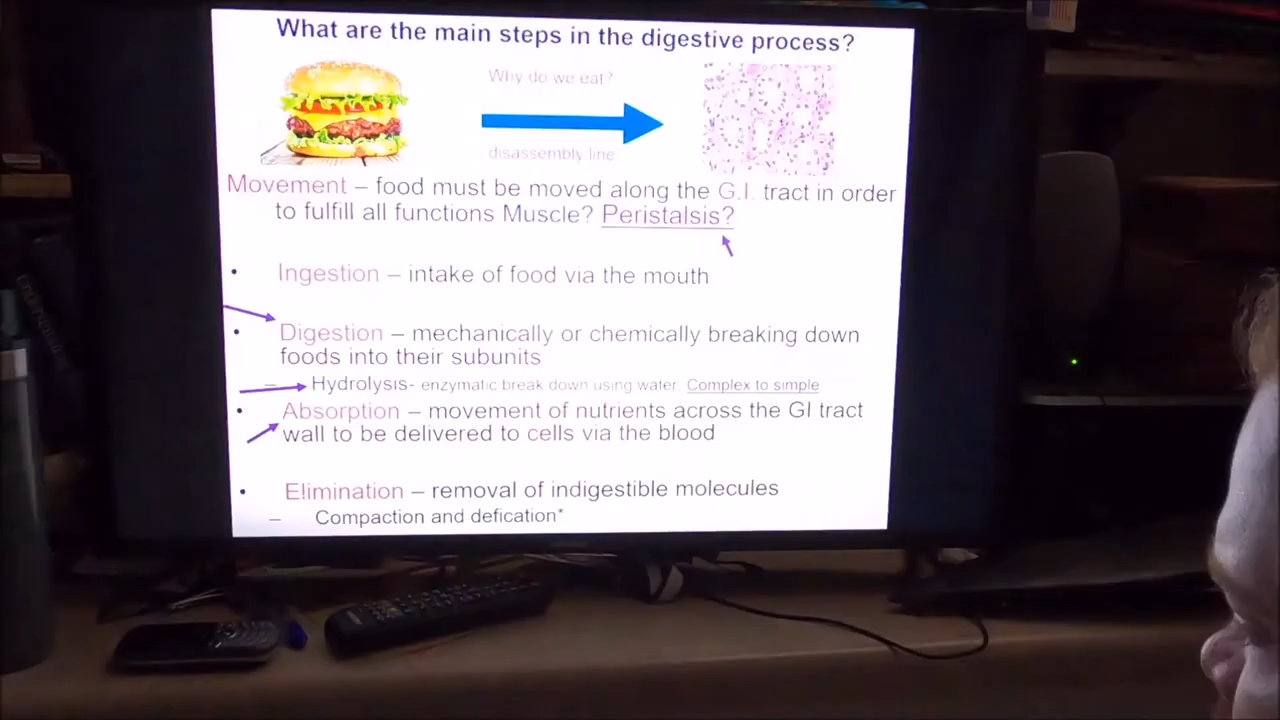 What are the main steps in the digestive process?
Why do we eat?
disassembly line
Movement – food must be moved along the G.I. tract in order
to fulfill all functions Muscle? Peristalsis?
• Ingestion – intake of food via the mouth
• Digestion – mechanically or chemically breaking down
foods into their subunits
– Hydrolysis- enzymatic break down using water Complex to simple
• Absorption – movement of nutrients across the GI tract
wall to be delivered to cells via the blood
• Elimination – removal of indigestible molecules
– Compaction and defication*